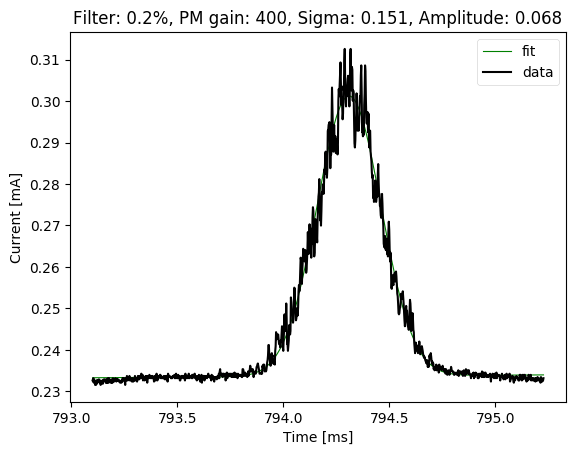 Filter: 0.2%, PM gain: 400, Sigma: 0.151, Amplitude: 0.068
fit
data
Current [mA]
0.31
0.30
0.29
0.28
0.27
0.26
0.25
0.24
0.23
793.0 793.5 794.0 794.5 795.0
Time [ms]